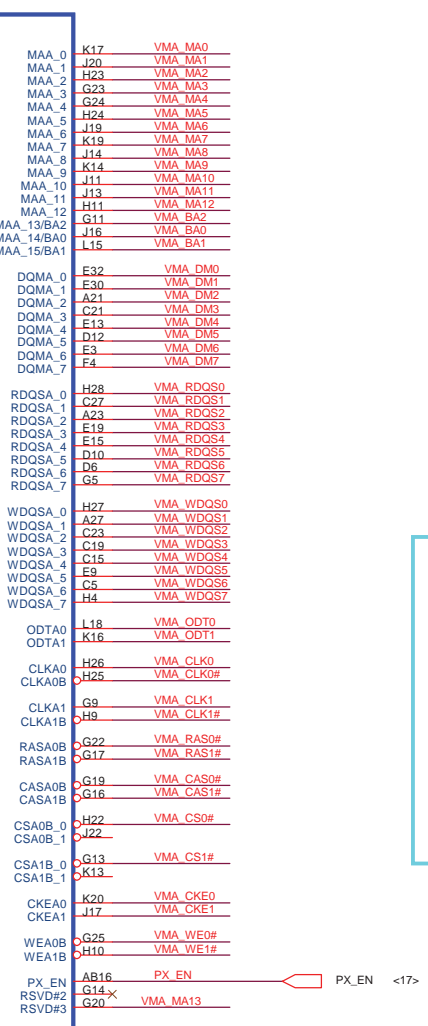 MAA_0 K17 VMA_MA0
MAA_1 J20 VMA_MA1
MAA_2 H23 VMA_MA2
MAA_3 G23 VMA_MA3
MAA_4 G24 VMA_MA4
MAA_5 H24 VMA_MA5
MAA_6 J19 VMA_MA6
MAA_7 K19 VMA_MA7
MAA_8 J14 VMA_MA8
MAA_9 K14 VMA_MA9
MAA_10 J11 VMA_MA10
MAA_11 J13 VMA_MA11
MAA_12 H11 VMA_MA12
MAA_13/BA2 G11 VMA_BA2
MAA_14/BA0 J16 VMA_BA0
MAA_15/BA1 L15 VMA_BA1
DQMA_0 E32 VMA_DM0
DQMA_1 E30 VMA_DM1
DQMA_2 A21 VMA_DM2
DQMA_3 C21 VMA_DM3
DQMA_4 E13 VMA_DM4
DQMA_5 D12 VMA_DM5
DQMA_6 E3 VMA_DM6
DQMA_7 F4 VMA_DM7
RDQSA_0 H28 VMA_RDQS0
RDQSA_1 C27 VMA_RDQS1
RDQSA_2 A23 VMA_RDQS2
RDQSA_3 E19 VMA_RDQS3
RDQSA_4 E15 VMA_RDQS4
RDQSA_5 D10 VMA_RDQS5
RDQSA_6 D6 VMA_RDQS6
RDQSA_7 G5 VMA_RDQS7
WDQSA_0 H27 VMA_WDQS0
WDQSA_1 A27 VMA_WDQS1
WDQSA_2 C23 VMA_WDQS2
WDQSA_3 C19 VMA_WDQS3
WDQSA_4 C15 VMA_WDQS4
WDQSA_5 E9 VMA_WDQS5
WDQSA_6 C5 VMA_WDQS6
WDQSA_7 H4 VMA_WDQS7
ODTA0 L18 VMA_ODT0
ODTA1 K16 VMA_ODT1
CLKA0 H26 VMA_CLK0
CLKA0B H25 VMA_CLK0#
CLKA1 G9 VMA_CLK1
CLKA1B H9 VMA_CLK1#
RASA0B G22 VMA_RAS0#
RASA1B G17 VMA_RAS1#
CASA0B G19 VMA_CAS0#
CASA1B G16 VMA_CAS1#
CSA0B_0 H22 VMA_CS0#
CSA0B_1 J22
CSA1B_0 G13 VMA_CS1#
CSA1B_1 K13
CKEA0 K20 VMA_CKE0
CKEA1 J17 VMA_CKE1
WEA0B G25 VMA_WE0#
WEA1B H10 VMA_WE1#
PX_EN AB16 PX_EN PX_EN <17>
RSVD#2 G14
RSVD#3 G20 VMA_MA13